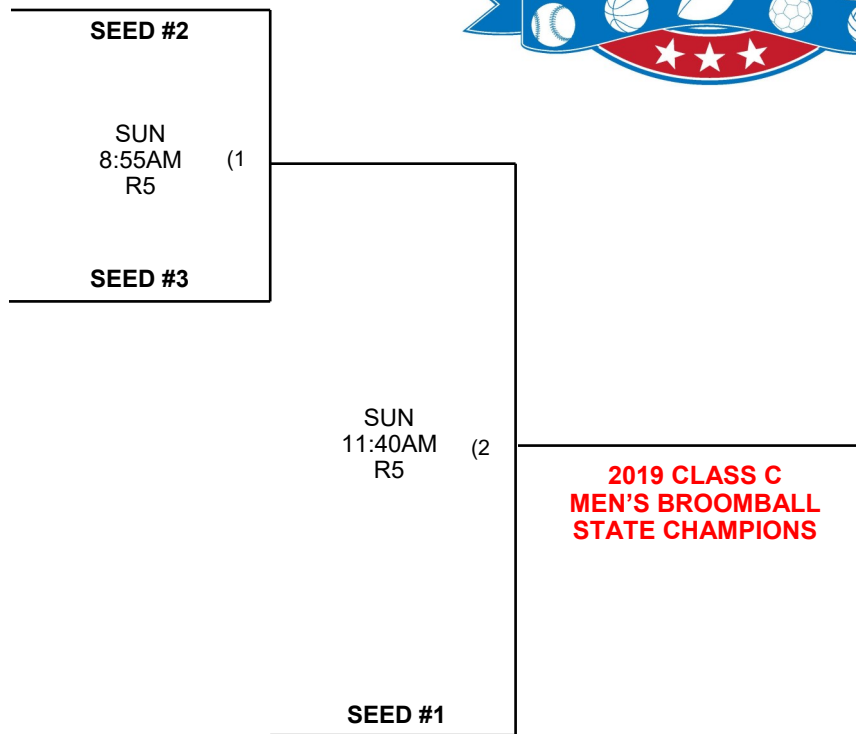 SEED #2
SUN
8:55AM (1
R5
SEED #3
SUN
11:40AM (2
R5
2019 CLASS C
MEN’S BROOMBALL
STATE CHAMPIONS
SEED #1